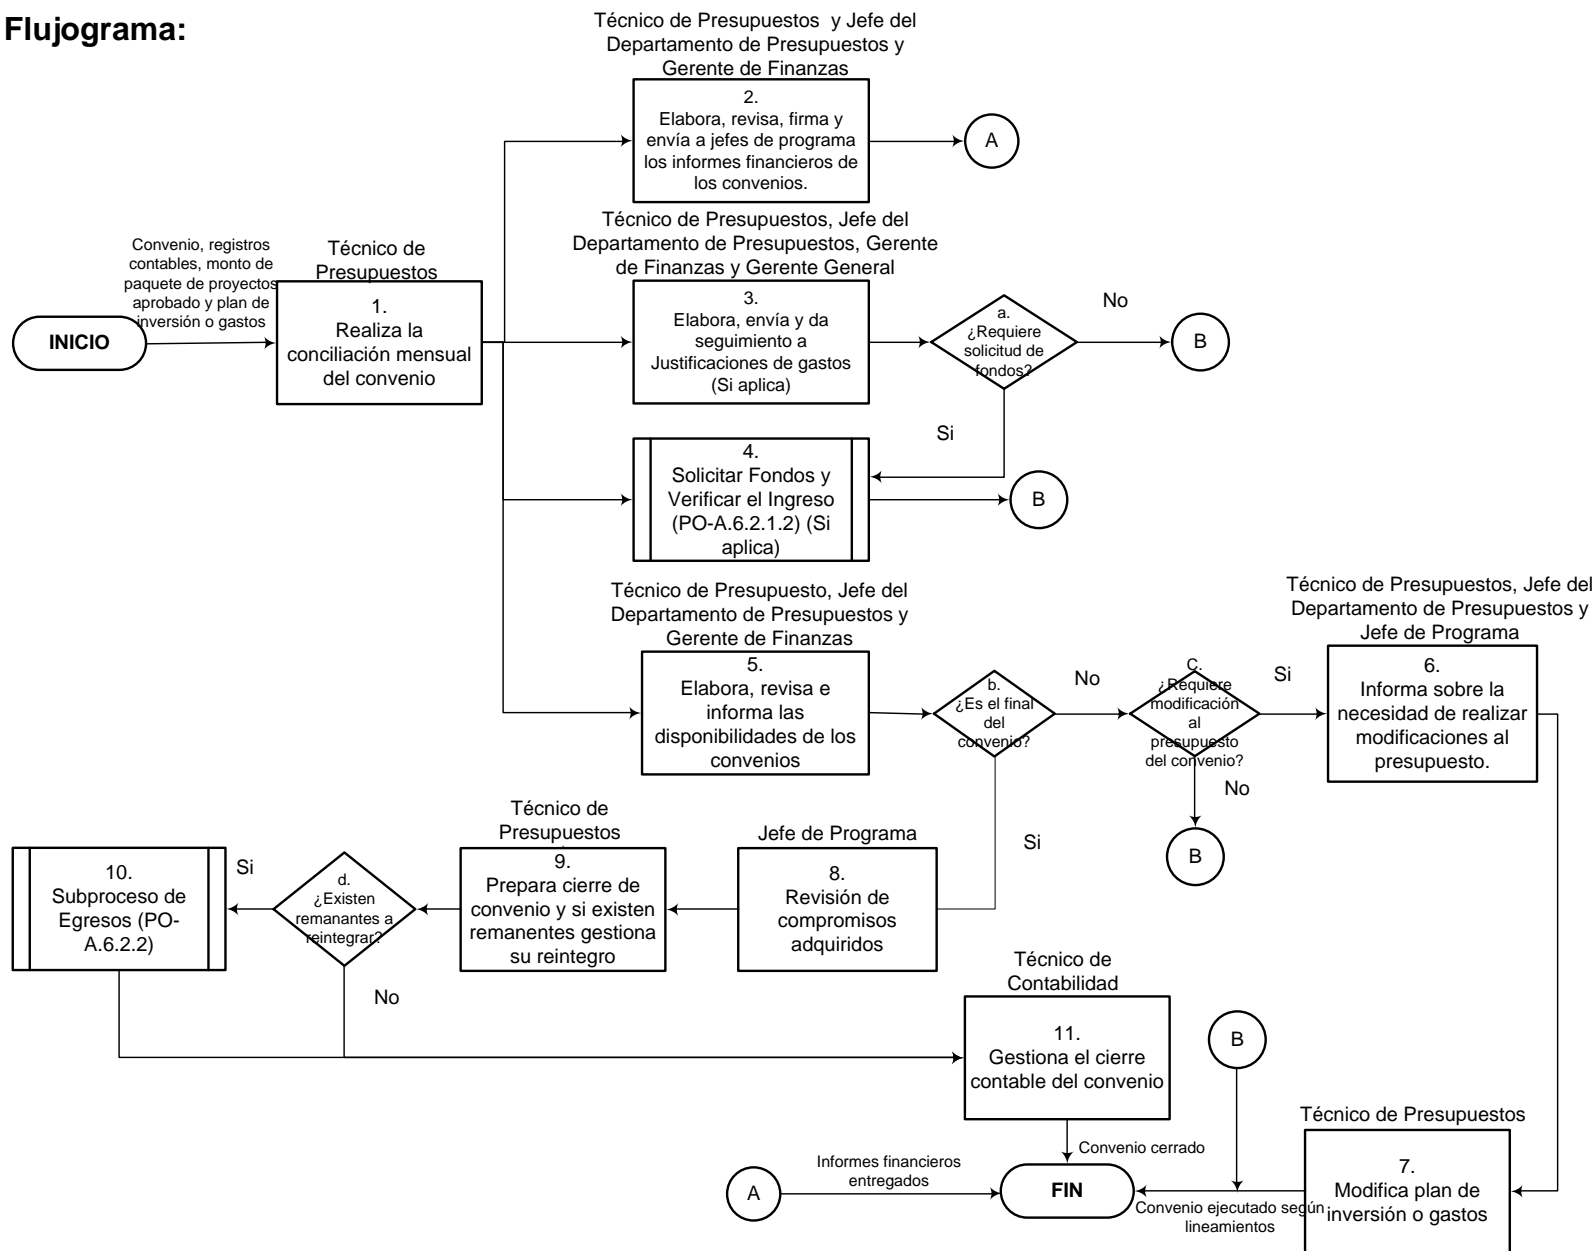 Flujograma:
Técnico de Presupuestos  y Jefe del
Departamento de Presupuestos y
Gerente de Finanzas
2.
Elabora, revisa, firma y
envía a jefes de programa
los informes financieros de
los convenios.
A
Técnico de Presupuestos, Jefe del
Departamento de Presupuestos, Gerente
de Finanzas y Gerente General
Convenio, registros
contables, monto de
paquete de proyectos
aprobado y plan de
inversión o gastos
Técnico de
Presupuestos
INICIO
1.
Realiza la
conciliación mensual
del convenio
3.
Elabora, envía y da
seguimiento a
Justificaciones de gastos
(Si aplica)
a.
¿Requiere
solicitud de
fondos?
No
B
Si
4.
Solicitar Fondos y
Verificar el Ingreso
(PO-A.6.2.1.2) (Si
aplica)
B
Técnico de Presupuesto, Jefe del
Departamento de Presupuestos y
Gerente de Finanzas
5.
Elabora, revisa e
informa las
disponibilidades de los
convenios
b.
¿Es el final
del
convenio?
No
C.
¿Requiere
modificación
al
presupuesto
del convenio?
Si
Técnico de Presupuestos, Jefe del
Departamento de Presupuestos y
Jefe de Programa
6.
Informa sobre la
necesidad de realizar
modificaciones al
presupuesto.
No
B
Si
Jefe de Programa
8.
Revisión de
compromisos
adquiridos
Técnico de
Presupuestos
9.
Prepara cierre de
convenio y si existen
remanentes gestiona
su reintegro
d.
¿Existen
remanantes a
reintegrar?
Si
10.
Subproceso de
Egresos (PO-
A.6.2.2)
No
Técnico de
Contabilidad
11.
Gestiona el cierre
contable del convenio
B
Convenio cerrado
Técnico de Presupuestos
7.
Modifica plan de
inversión o gastos
A
Informes financieros
entregados
FIN
Convenio ejecutado según
lineamientos